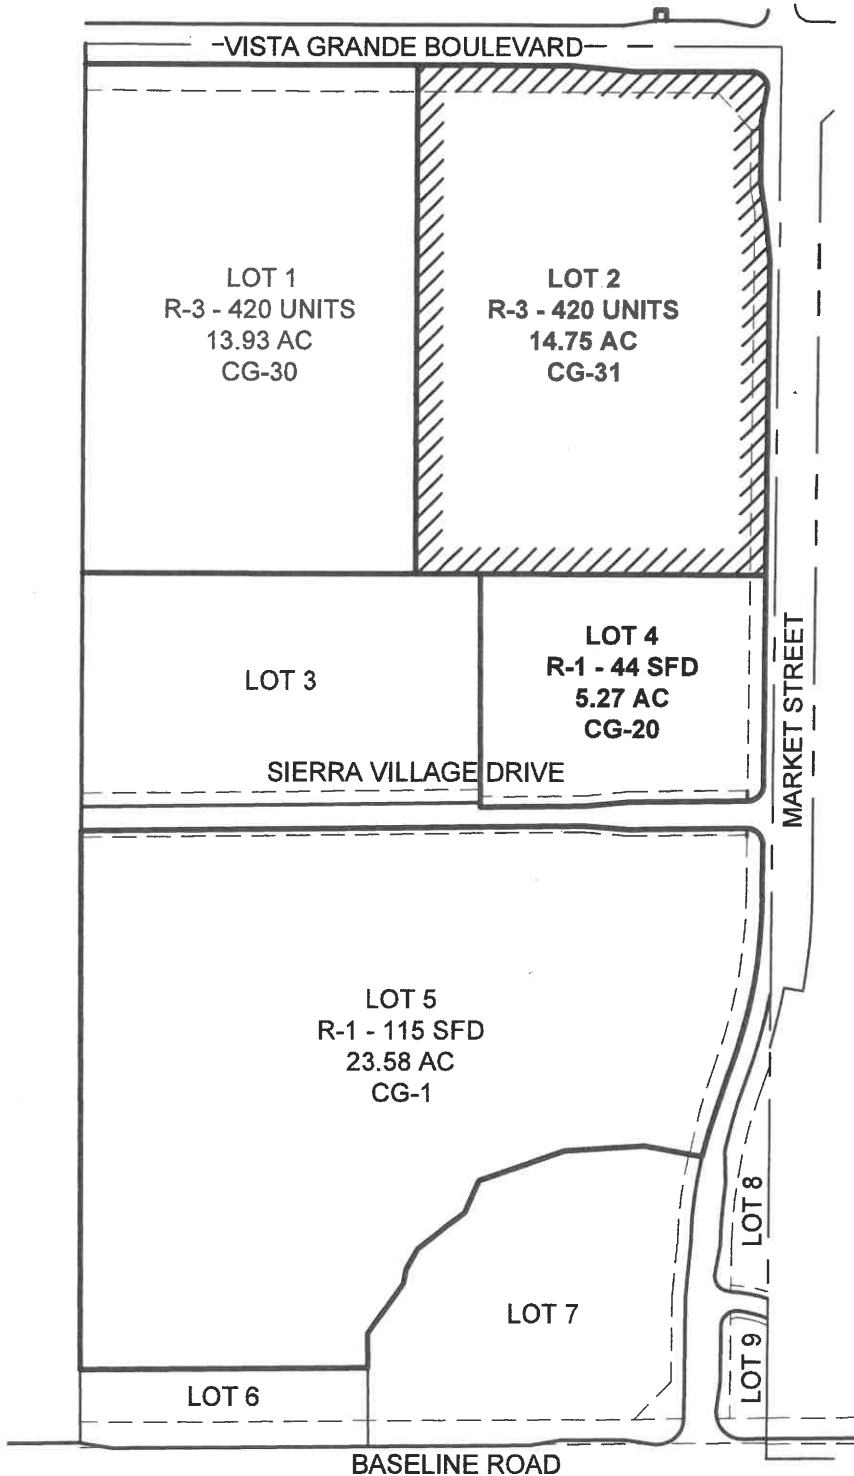 VISTA GRANDE BOULEVARD
LOT 1
R-3 - 420 UNITS
13.93 AC
CG-30
LOT 2
R-3 - 420 UNITS
14.75 AC
CG-31
LOT 3
LOT 4
R-1 - 44 SFD
5.27 AC
CG-20
SIERRA VILLAGE DRIVE
MARKET STREET
LOT 5
R-1 - 115 SFD
23.58 AC
CG-1
LOT 8
LOT 7
LOT 9
LOT 6
BASELINE ROAD